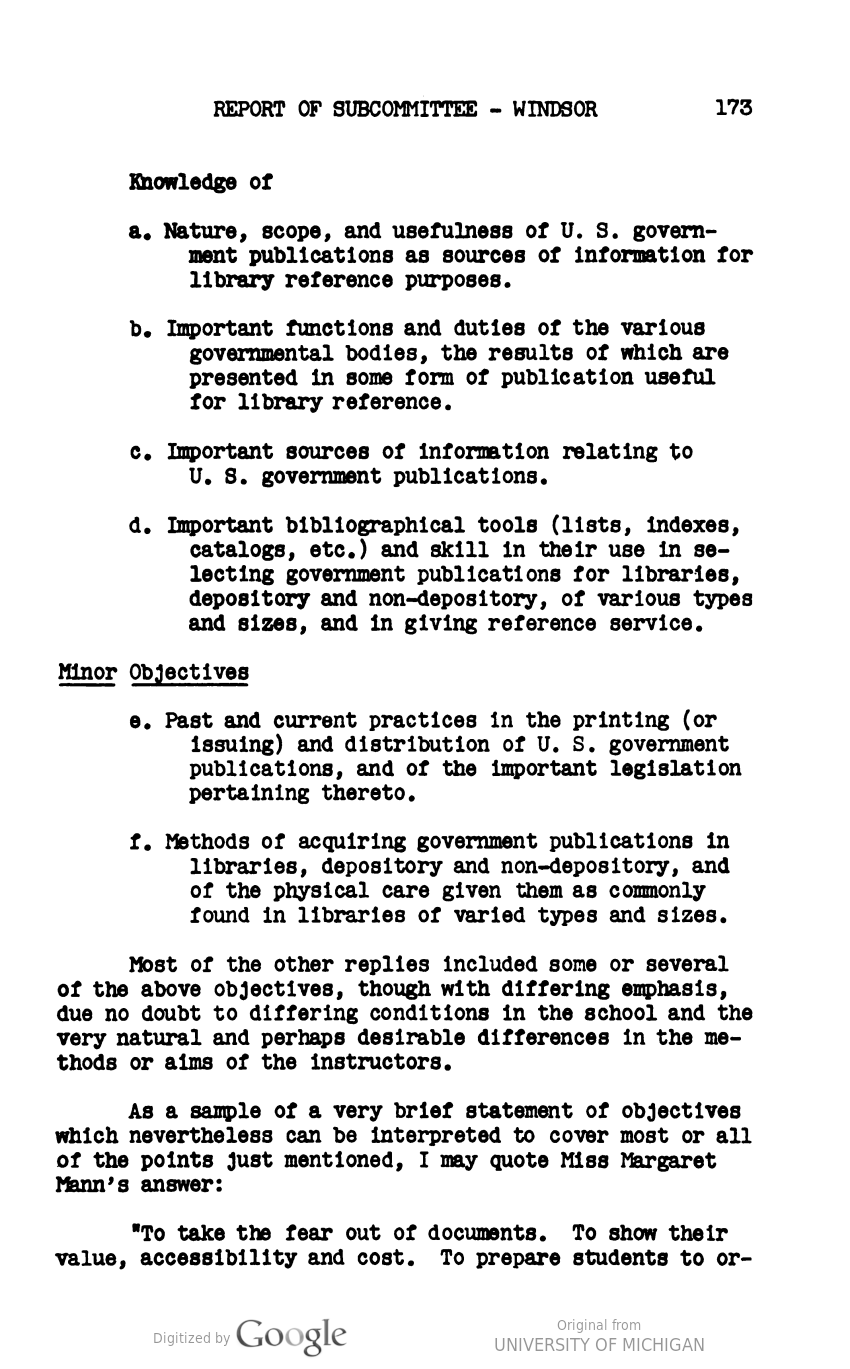 REPORT OF SUBCOMMITTEE - WINDSOR 173
Knowledge of
a. Nature, scope, and usefulness of U. S. govern-
ment publications as sources of information for
library reference purposes.
b. Important functions and duties of the various
governmental bodies, the results of which are
presented in some form of publication useful
for library reference.
c. Important sources of information relating to
U. S. government publications.
d. Important bibliographical tools (lists, indexes,
catalogs, etc.) and skill in their use in se-
lecting government publications for libraries,
depository and non-depository, of various types
and sizes, and in giving reference service.
Minor Objectives
e. Past and current practices in the printing (or
issuing) and distribution of U. S. government
publications, and of the important legislation
pertaining thereto.
f. Methods of acquiring government publications in
libraries, depository and non-depository, and
of the physical care given them as commonly
found in libraries of varied types and sizes.
Most of the other replies included some or several
of the above objectives, though with differing emphasis,
due no doubt to differing conditions in the school and the
very natural and perhaps desirable differences in the me-
thods or aims of the instructors.
As a sample of a very brief statement of objectives
which nevertheless can be interpreted to cover most or all
of the points just mentioned, I may quote Miss Margaret
Mann's answer:
"To take the fear out of documents. To show their
value, accessibility and cost. To prepare students to or-
Digitized by Google
Original from
UNIVERSITY OF MICHIGAN